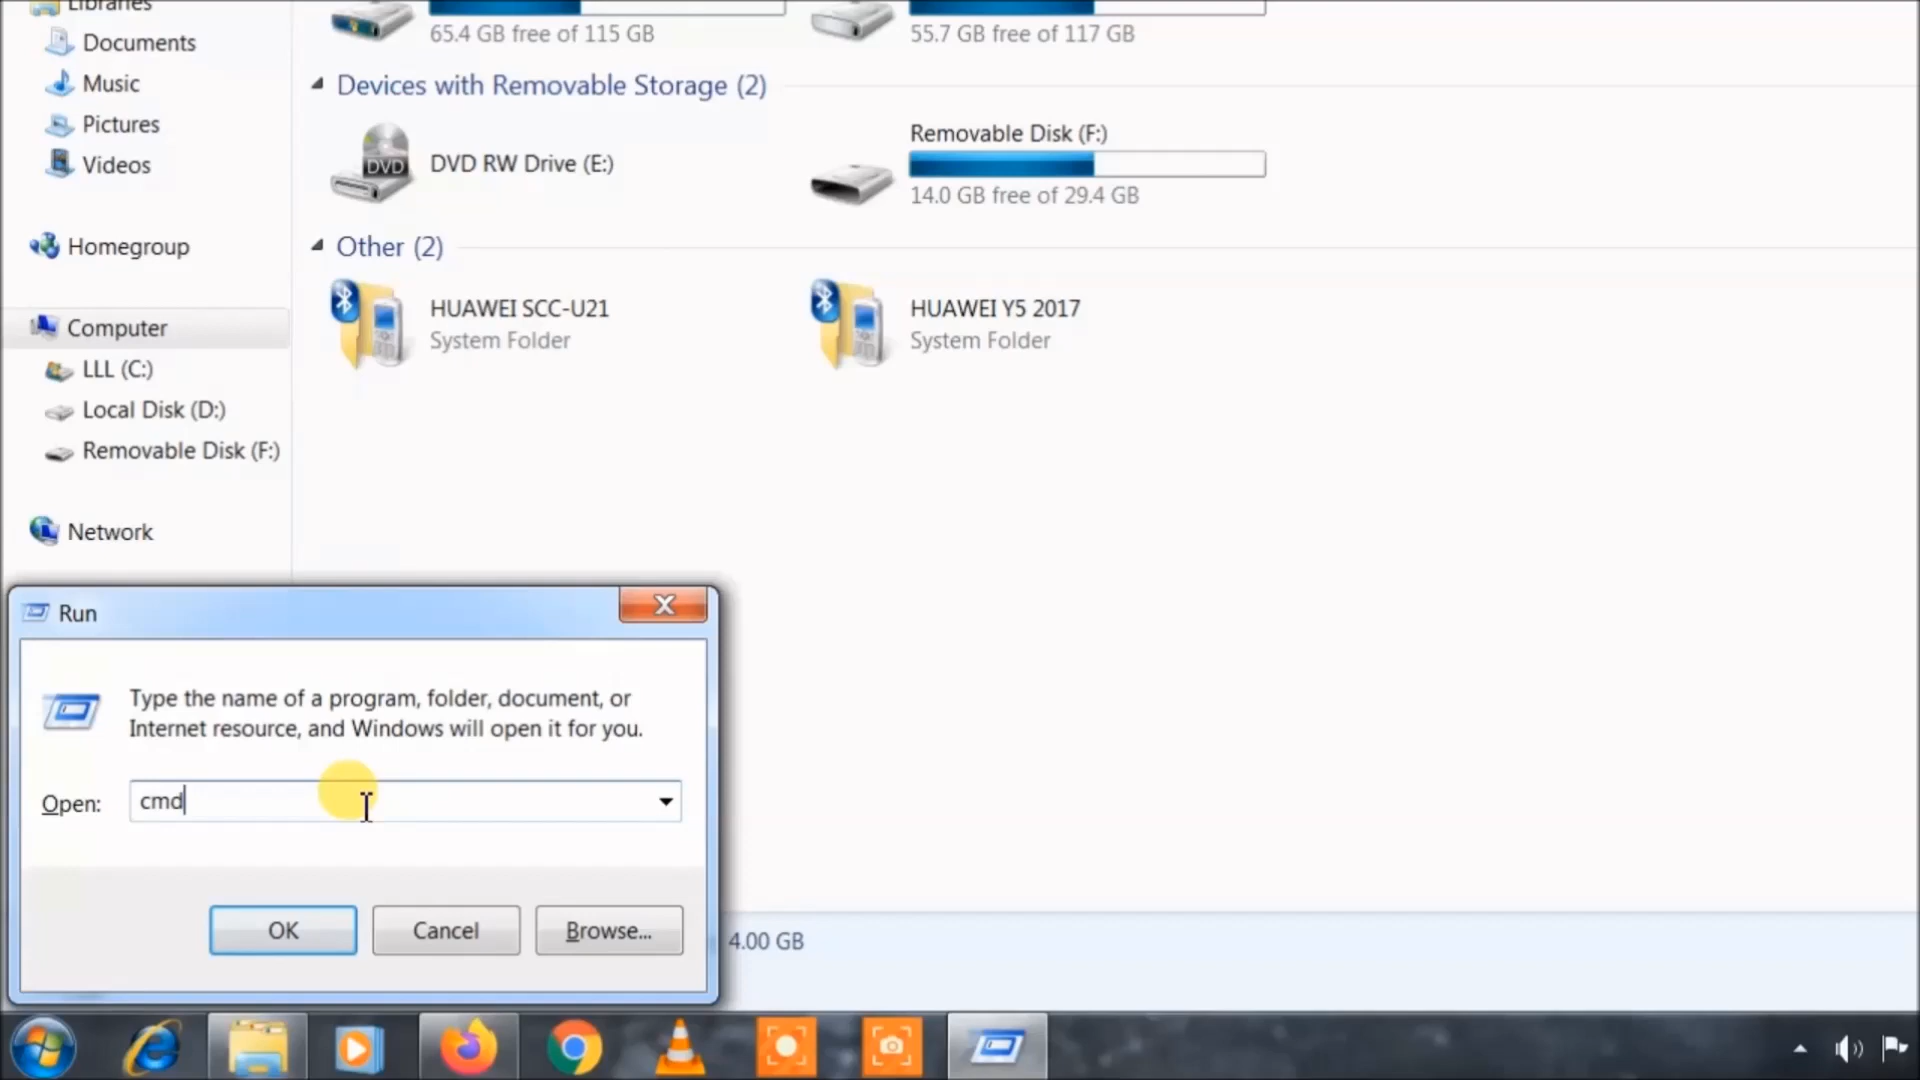 Libraries
Documents
Music
Pictures
Videos
Homegroup
Computer
LLL (C:)
Local Disk (D:)
Removable Disk (F:)
Network
65.4 GB free of 115 GB
55.7 GB free of 117 GB
Devices with Removable Storage (2)
DVD
DVD RW Drive (E:)
Removable Disk (F:)
14.0 GB free of 29.4 GB
Other (2)
HUAWEI SCC-U21
System Folder
HUAWEI Y5 2017
System Folder
Run
Type the name of a program, folder, document, or
Internet resource, and Windows will open it for you.
Open:
cmd
OK
Cancel
Browse...
4.00 GB